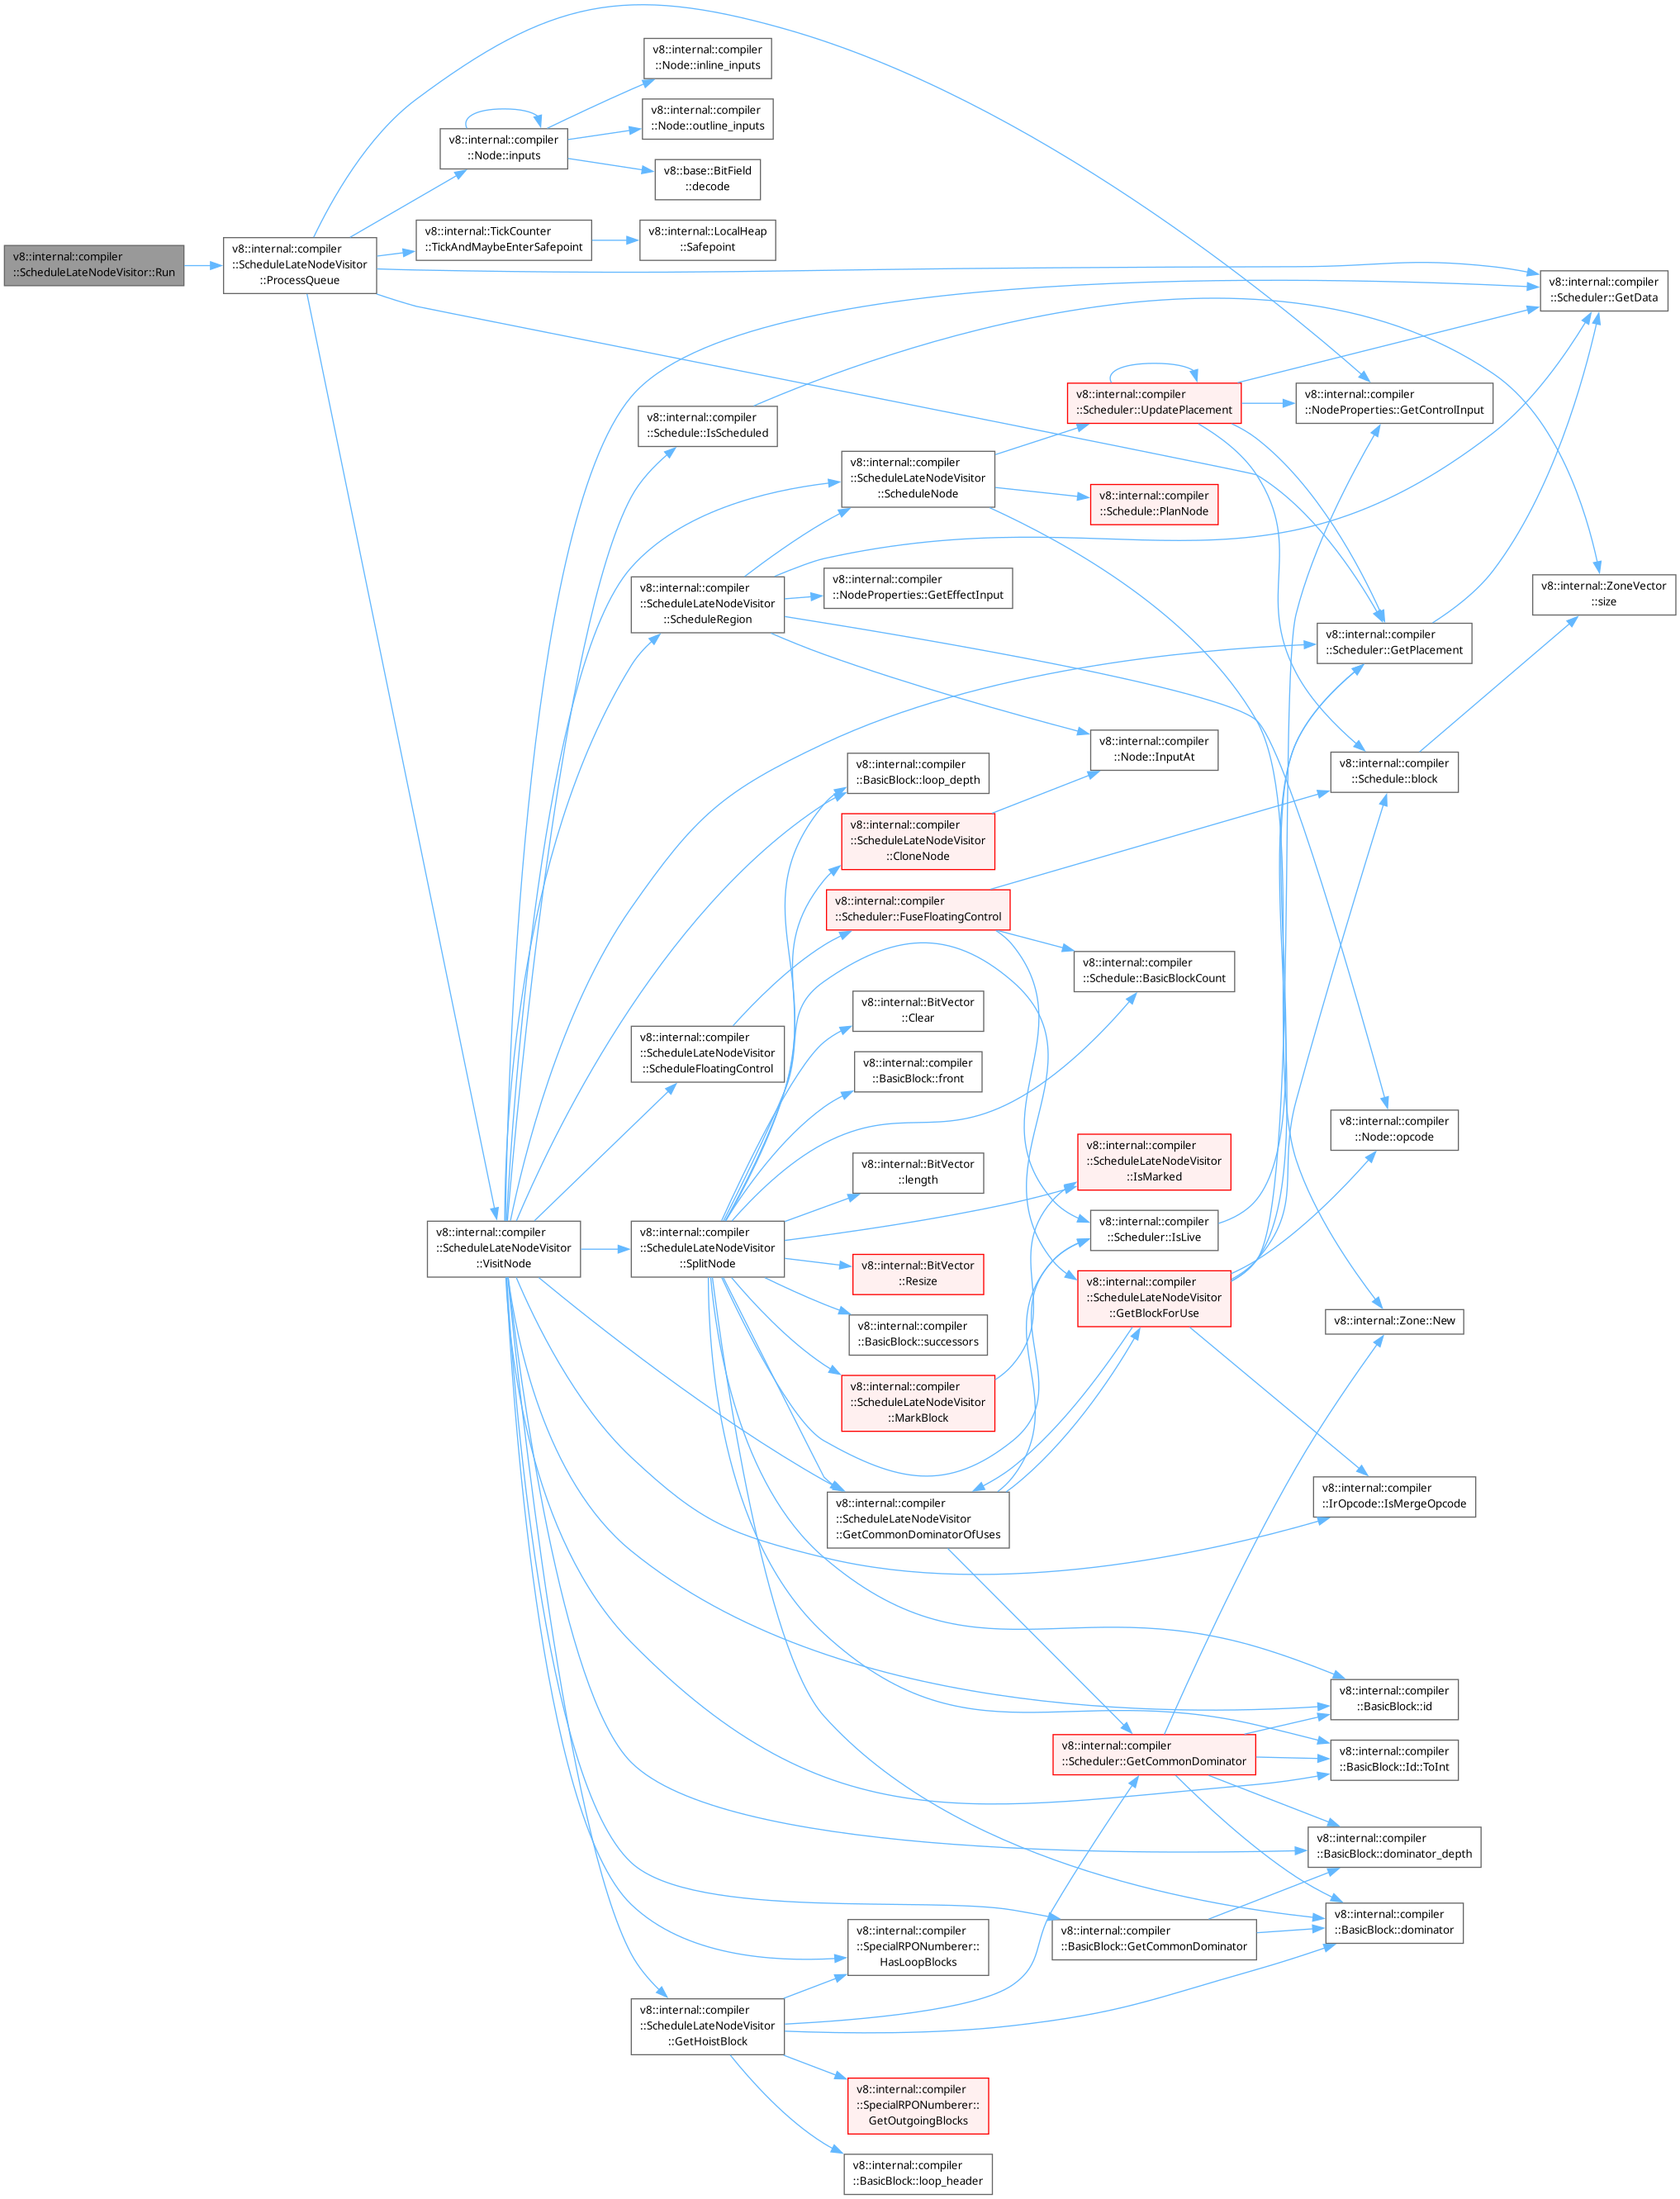 v8::internal::compiler
::Node::inline_inputs
v8::internal::compiler
::Node::outline_inputs
v8::internal::compiler
::Node::inputs
v8::base::BitField
::decode
v8::internal::TickCounter
::TickAndMaybeEnterSafepoint
v8::internal::LocalHeap
::Safepoint
v8::internal::compiler
::ScheduleLateNodeVisitor::Run
v8::internal::compiler
::ScheduleLateNodeVisitor
::ProcessQueue
v8::internal::compiler
::Scheduler::GetData
v8::internal::compiler
::Scheduler::UpdatePlacement
v8::internal::compiler
::NodeProperties::GetControlInput
v8::internal::compiler
::Schedule::IsScheduled
v8::internal::compiler
::ScheduleLateNodeVisitor
::ScheduleNode
v8::internal::compiler
::Schedule::PlanNode
v8::internal::compiler
::ScheduleLateNodeVisitor
::ScheduleRegion
v8::internal::compiler
::NodeProperties::GetEffectInput
v8::internal::ZoneVector
::size
v8::internal::compiler
::Scheduler::GetPlacement
v8::internal::compiler
::Node::InputAt
v8::internal::compiler
::BasicBlock::loop_depth
v8::internal::compiler
::Schedule::block
v8::internal::compiler
::ScheduleLateNodeVisitor
::CloneNode
v8::internal::compiler
::Scheduler::FuseFloatingControl
v8::internal::compiler
::Schedule::BasicBlockCount
v8::internal::BitVector
::Clear
v8::internal::compiler
::ScheduleLateNodeVisitor
::ScheduleFloatingControl
v8::internal::compiler
::BasicBlock::front
v8::internal::compiler
::Node::opcode
v8::internal::compiler
::ScheduleLateNodeVisitor
::IsMarked
v8::internal::BitVector
::length
v8::internal::compiler
::ScheduleLateNodeVisitor
::VisitNode
v8::internal::compiler
::ScheduleLateNodeVisitor
::SplitNode
v8::internal::compiler
::Scheduler::IsLive
v8::internal::BitVector
::Resize
v8::internal::compiler
::ScheduleLateNodeVisitor
::GetBlockForUse
v8::internal::Zone::New
v8::internal::compiler
::BasicBlock::successors
v8::internal::compiler
::ScheduleLateNodeVisitor
::MarkBlock
v8::internal::compiler
::IrOpcode::IsMergeOpcode
v8::internal::compiler
::ScheduleLateNodeVisitor
::GetCommonDominatorOfUses
v8::internal::compiler
::BasicBlock::id
v8::internal::compiler
::Scheduler::GetCommonDominator
v8::internal::compiler
::BasicBlock::Id::ToInt
v8::internal::compiler
::BasicBlock::dominator_depth
v8::internal::compiler
::BasicBlock::dominator
v8::internal::compiler
::BasicBlock::GetCommonDominator
v8::internal::compiler
::SpecialRPONumberer::
HasLoopBlocks
v8::internal::compiler
::ScheduleLateNodeVisitor
::GetHoistBlock
v8::internal::compiler
::SpecialRPONumberer::
GetOutgoingBlocks
v8::internal::compiler
::BasicBlock::loop_header